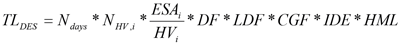 TL_DES = N_days * N_HV,i * ESA_i / HV_i * DF * LDF * CGF * IDE * HML